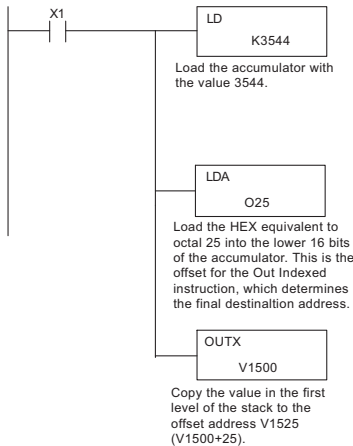 X1
LD
K3544
Load the accumulator with
the value 3544.
LDA
O25
Load the HEX equivalent to
octal 25 into the lower 16 bits
of the accumulator. This is the
offset for the Out Indexed
instruction, which determines
the final destinaltion address.
OUTX
V1500
Copy the value in the first
level of the stack to the
offset address V1525
(V1500+25).